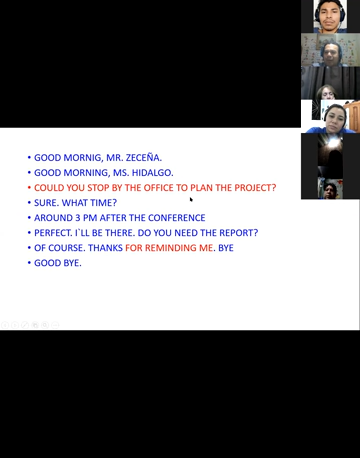 • GOOD MORNIG, MR. ZECEÑA.
• GOOD MORNING, MS. HIDALGO.
• COULD YOU STOP BY THE OFFICE TO PLAN THE PROJECT?
• SURE. WHAT TIME?
• AROUND 3 PM AFTER THE CONFERENCE
• PERFECT. I`LL BE THERE. DO YOU NEED THE REPORT?
• OF COURSE. THANKS FOR REMINDING ME. BYE
• GOOD BYE.